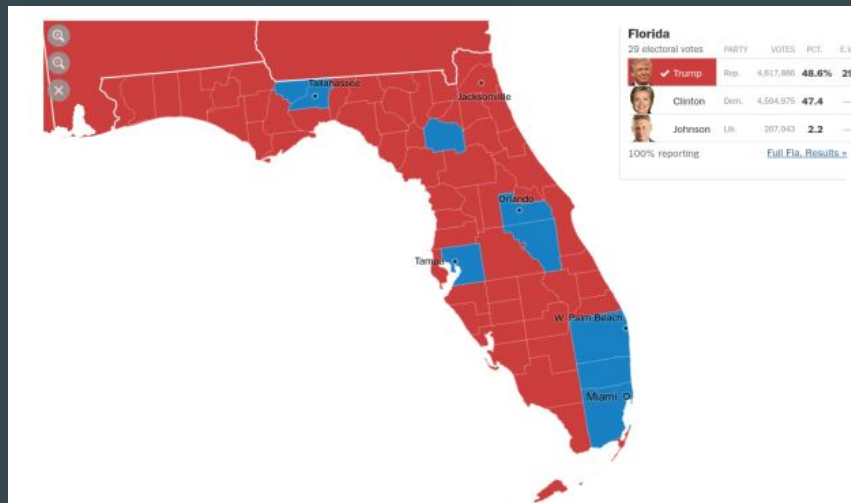 Florida
29 electoral votes PARTY VOTES PCT. E.V.
✓ Trump Rep. 4,617,886 48.6% 29
Clinton Dem. 4,504,975 47.4 —
Johnson Lib. 207,043 2.2 —
100% reporting Full Fla. Results »
Tallahassee
Jacksonville
Orlando
Tampa
W. Palm Beach
Miami